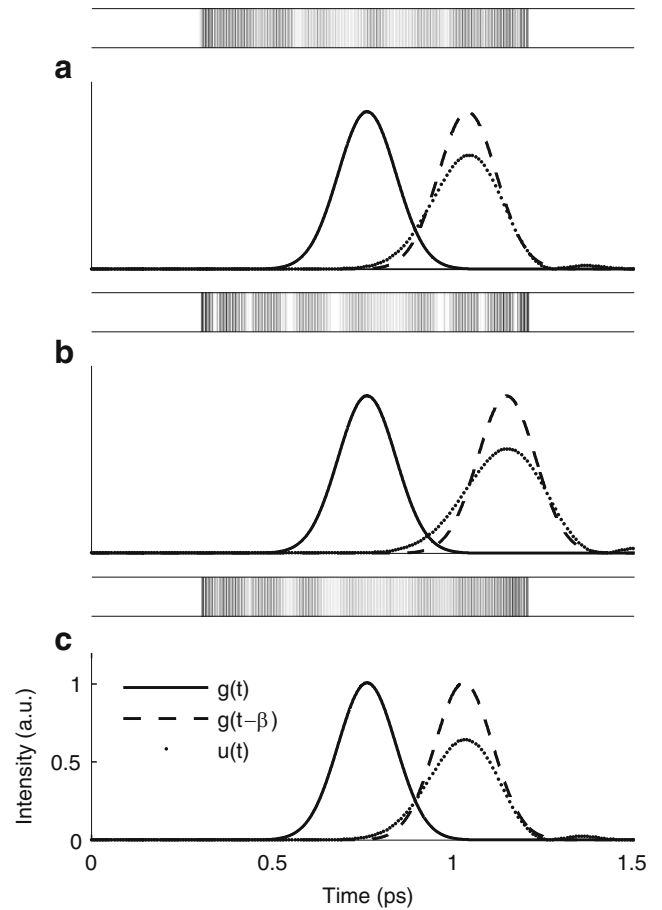 a
b
c
g(t)
g(t−β)
u(t)
Intensity (a.u.)
1
0.5
0
0 0.5 1 1.5
Time (ps)